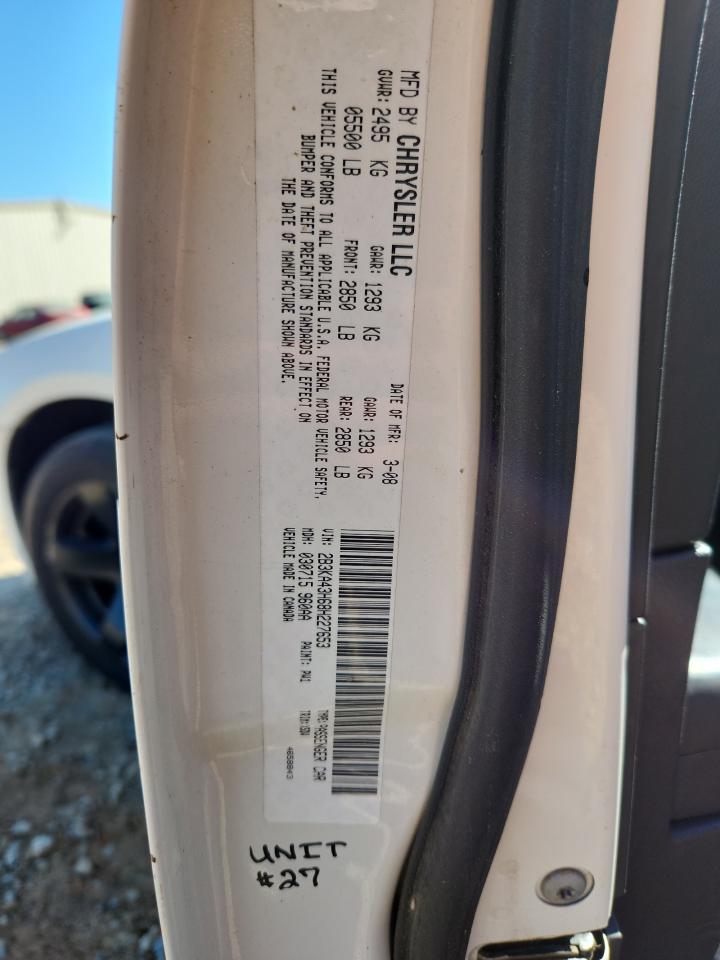 MFD BY CHRYSLER LLC
DATE OF MFR: 3-08
GVWR: 2495 KG GAWR: 1293 KG GAWR: 1293 KG
05500 LB FRONT: 2850 LB REAR: 2850 LB
THIS VEHICLE CONFORMS TO ALL APPLICABLE U.S.A. FEDERAL MOTOR VEHICLE SAFETY,
BUMPER AND THEFT PREVENTION STANDARDS IN EFFECT ON
THE DATE OF MANUFACTURE SHOWN ABOVE.
VIN: 2B3KA43H68H227653 TYPE: PASSENGER CAR
MDH: 030715 960AA PAINT: PW1 TRIM:
VEHICLE MADE IN CANADA
4658843
UNIT
#27